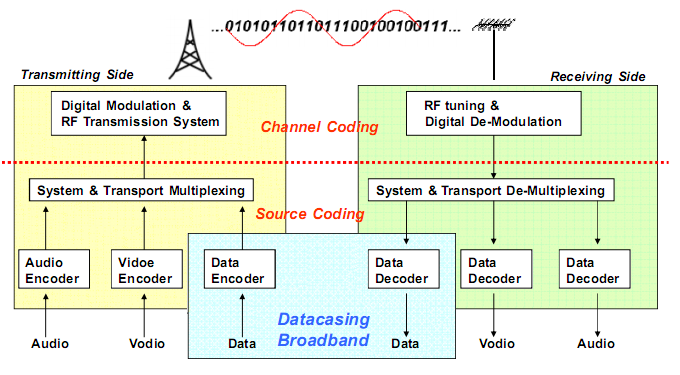 ...010101101101110010010​0111...
Transmitting Side
Receiving Side
Digital Modulation &
RF Transmission System
RF tuning &
Digital De-Modulation
Channel Coding
System & Transport Multiplexing
System & Transport De-Multiplexing
Source Coding
Audio
Encoder
Vidoe
Encoder
Data
Encoder
Data
Decoder
Data
Decoder
Data
Decoder
Datacasing
Broadband
Audio
Vodio
Data
Data
Vodio
Audio